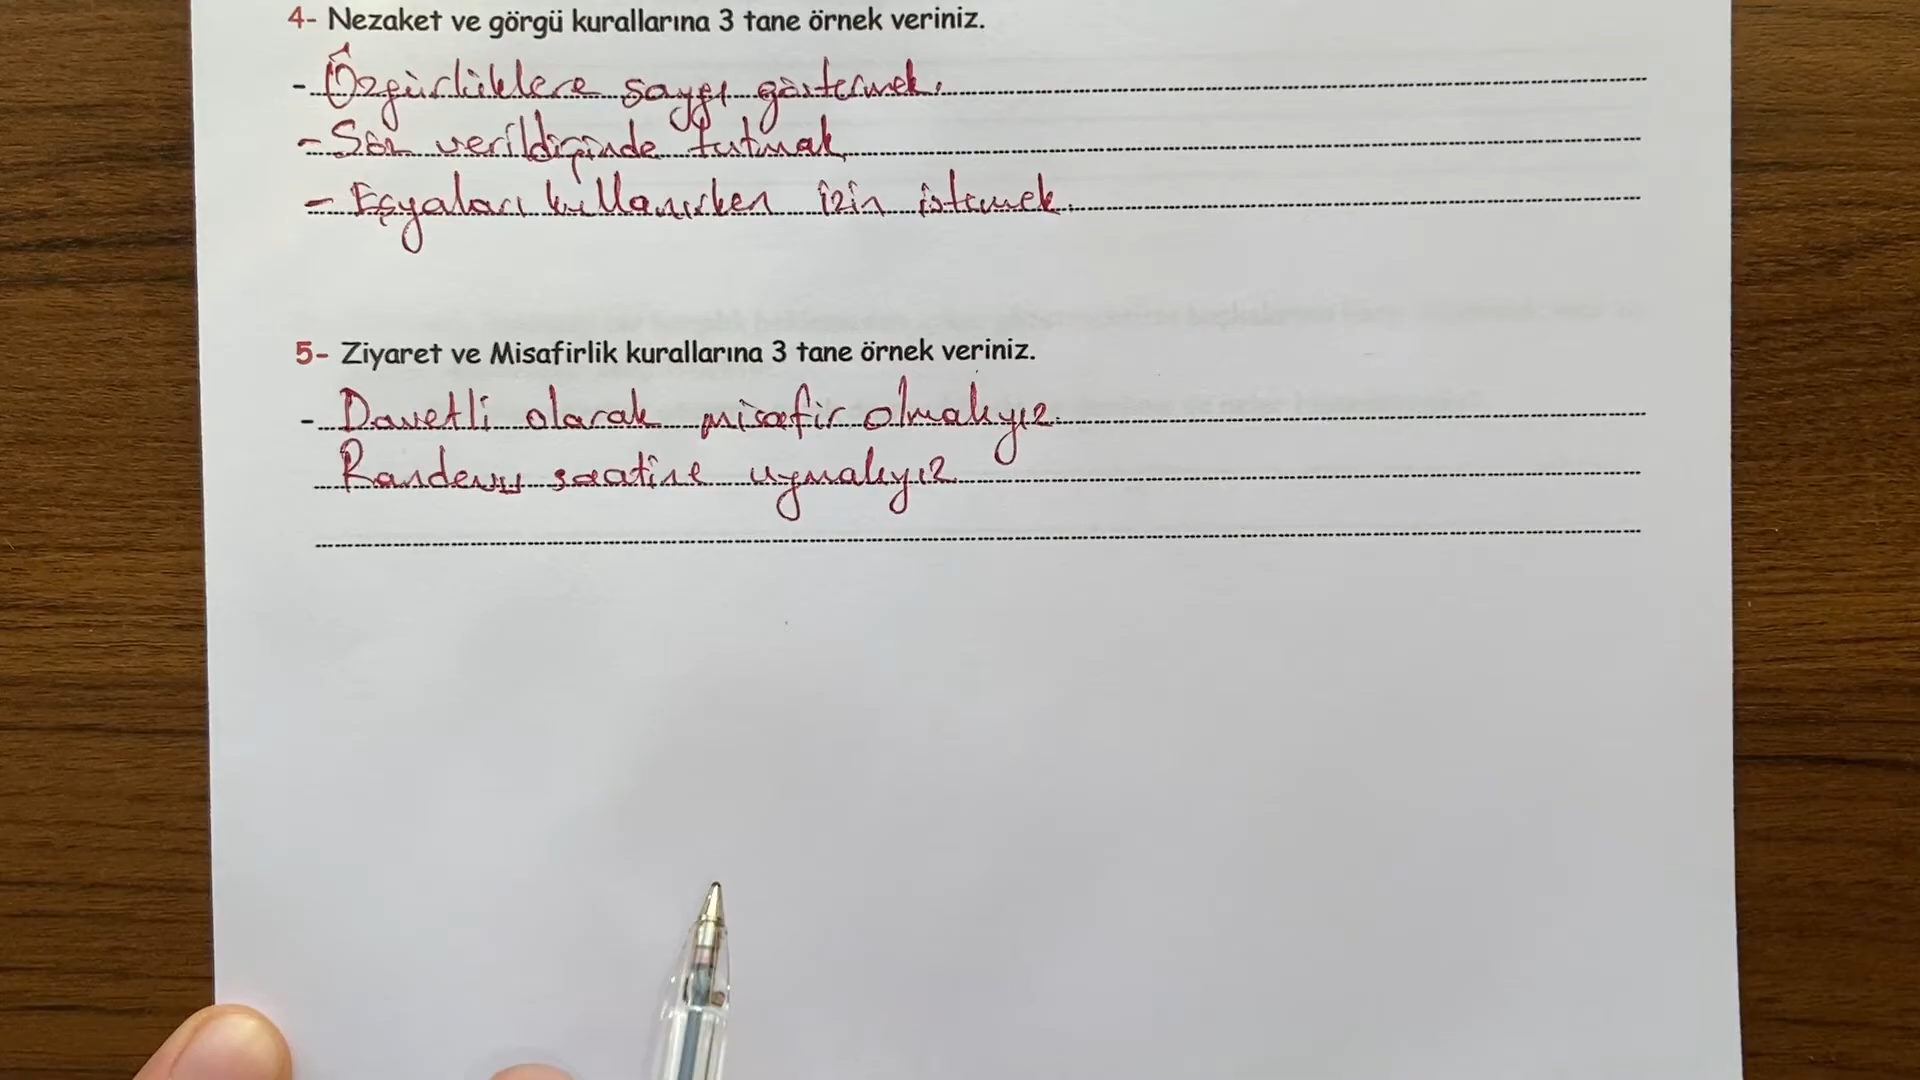 4- Nezaket ve görgü kurallarına 3 tane örnek veriniz.
- Özgürlüklere saygı göstermek.
- Söz verildiğinde tutmak
- Eşyaları kullanırken izin istemek.
5- Ziyaret ve Misafirlik kurallarına 3 tane örnek veriniz.
- Davetli olarak misafir olmalıyız.
Randevu saatine uymalıyız